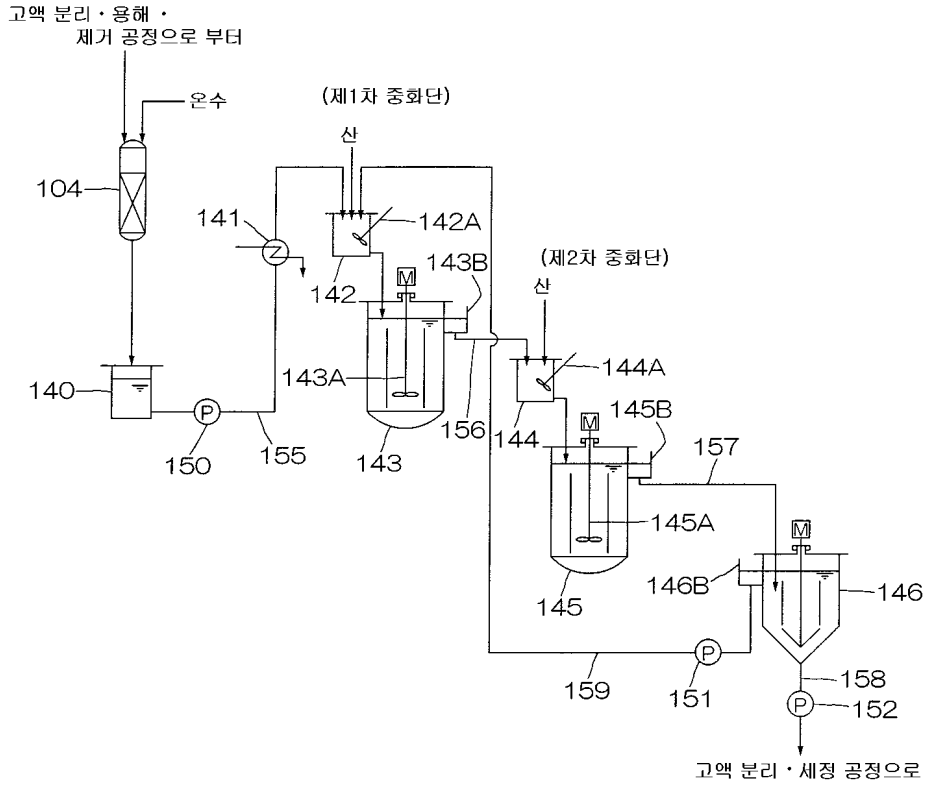 고액 분리・용해・
제거 공정으로 부터
온수
(제1차 중화단)
산
104
141
142A
142
143B
(제2차 중화단)
M
산
140
143A
144A
P
156
144
145B
150
155
143
M
157
145A
M
146B
146
145
P
159
151
158
P
152
고액 분리・세정 공정으로